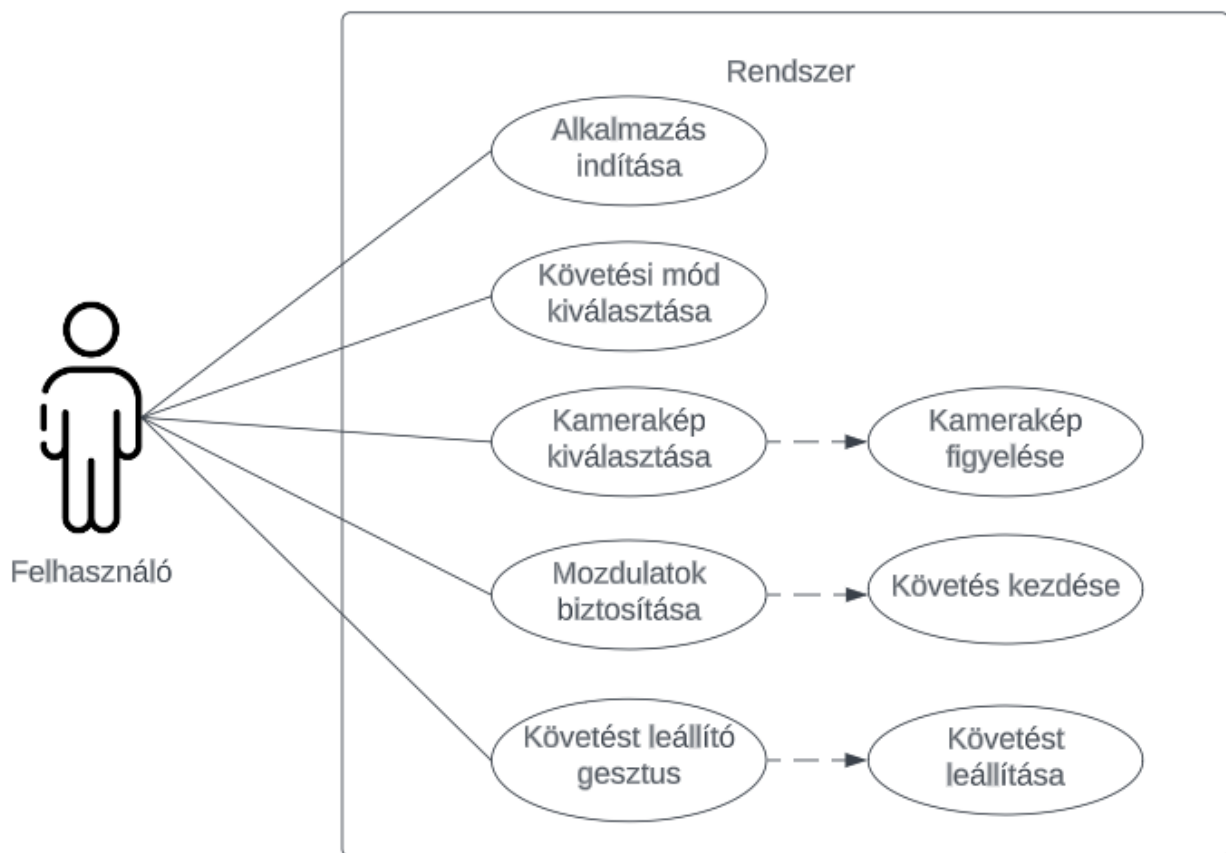 Rendszer
Alkalmazás
indítása
Követési mód
kiválasztása
Kamerakép
kiválasztása
Kamerakép
figyelése
Mozdulatok
biztosítása
Követés kezdése
Felhasználó
Követést leállító
gesztus
Követést
leállítása